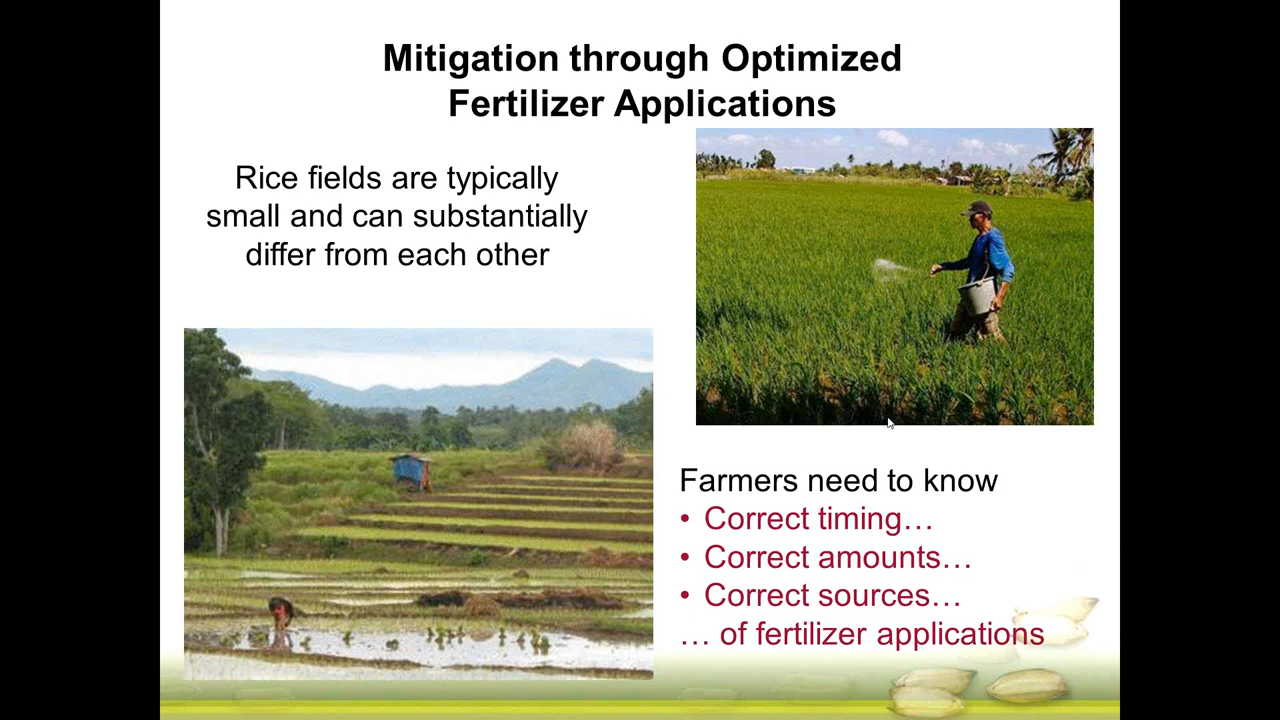 Mitigation through Optimized
Fertilizer Applications
Rice fields are typically
small and can substantially
differ from each other
Farmers need to know
• Correct timing…
• Correct amounts…
• Correct sources…
… of fertilizer applications